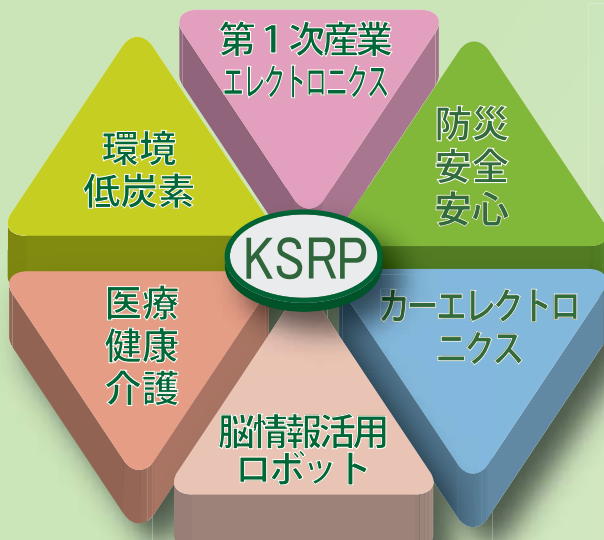 第１次産業
エレクトロニクス
環境
低炭素
防災
安全
安心
KSRP
医療
健康
介護
カーエレクトロ
ニクス
脳情報活用
ロボット